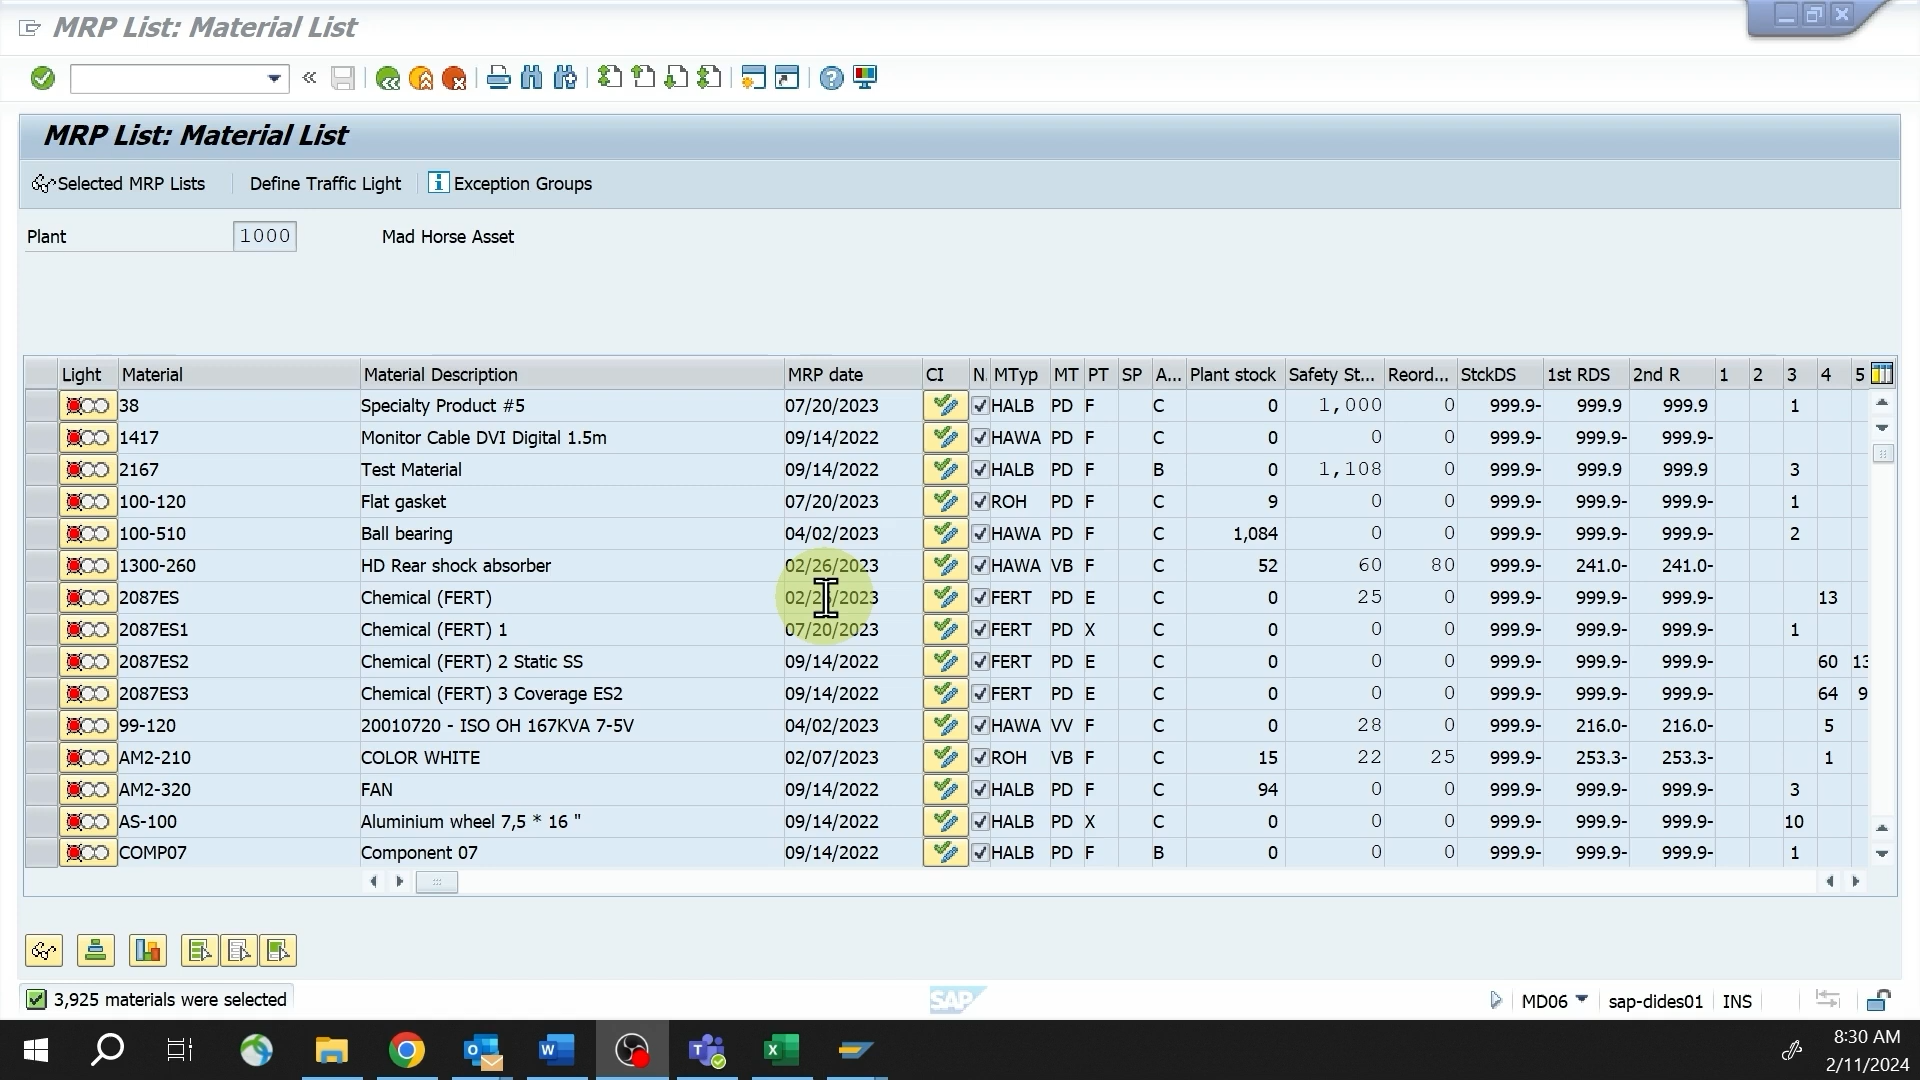 MRP List: Material List
MRP List: Material List
Selected MRP Lists Define Traffic Light Exception Groups
Plant 1000 Mad Horse Asset
Light Material Material Description MRP date CI N. MTyp MT PT SP A... Plant stock Safety St... Reord... StckDS 1st RDS 2nd R 1 2 3 4 5
38 Specialty Product #5 07/20/2023 HALB PD F C 0 1,000 0 999.9- 999.9 999.9 1
1417 Monitor Cable DVI Digital 1.5m 09/14/2022 HAWA PD F C 0 0 0 999.9- 999.9- 999.9-
2167 Test Material 09/14/2022 HALB PD F B 0 1,108 0 999.9- 999.9 999.9 3
100-120 Flat gasket 07/20/2023 ROH PD F C 9 0 0 999.9- 999.9- 999.9- 1
100-510 Ball bearing 04/02/2023 HAWA PD F C 1,084 0 0 999.9- 999.9- 999.9- 2
1300-260 HD Rear shock absorber 02/26/2023 HAWA VB F C 52 60 80 999.9- 241.0- 241.0-
2087ES Chemical (FERT) FERT PD E C 0 25 0 999.9- 999.9- 999.9- 13
2087ES1 Chemical (FERT) 1 07/20/2023 FERT PD X C 0 0 0 999.9- 999.9- 999.9- 1
2087ES2 Chemical (FERT) 2 Static SS 09/14/2022 FERT PD E C 0 0 0 999.9- 999.9- 999.9- 60 13
2087ES3 Chemical (FERT) 3 Coverage ES2 09/14/2022 FERT PD E C 0 0 0 999.9- 999.9- 999.9- 64 9
99-120 20010720 - ISO OH 167KVA 7-5V 04/02/2023 HAWA VV F C 0 28 0 999.9- 216.0- 216.0- 5
AM2-210 COLOR WHITE 02/07/2023 ROH VB F C 15 22 25 999.9- 253.3- 253.3- 1
AM2-320 FAN 09/14/2022 HALB PD F C 94 0 0 999.9- 999.9- 999.9- 3
AS-100 Aluminium wheel 7,5 * 16 " 09/14/2022 HALB PD X C 0 0 0 999.9- 999.9- 999.9- 10
COMP07 Component 07 09/14/2022 HALB PD F B 0 0 0 999.9- 999.9- 999.9- 1
3,925 materials were selected SAP MD06 sap-dides01 INS
8:30 AM
2/11/2024